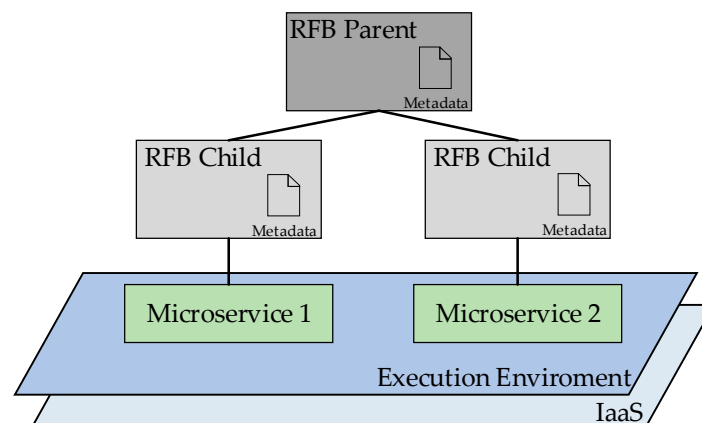 RFB Parent
Metadata
RFB Child
Metadata
RFB Child
Metadata
Microservice 1
Microservice 2
Execution Enviroment
IaaS